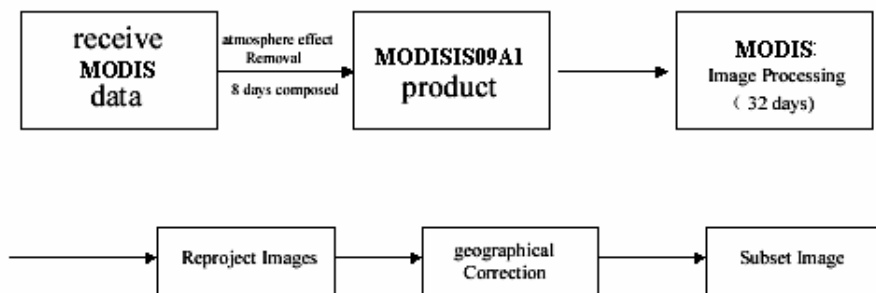 receive
MODIS
data
atmosphere effect
Removal
8 days composed
MODISIS09A1
product
MODIS:
Image Processing
( 32 days)
Reproject Images
geographical
Correction
Subset Image